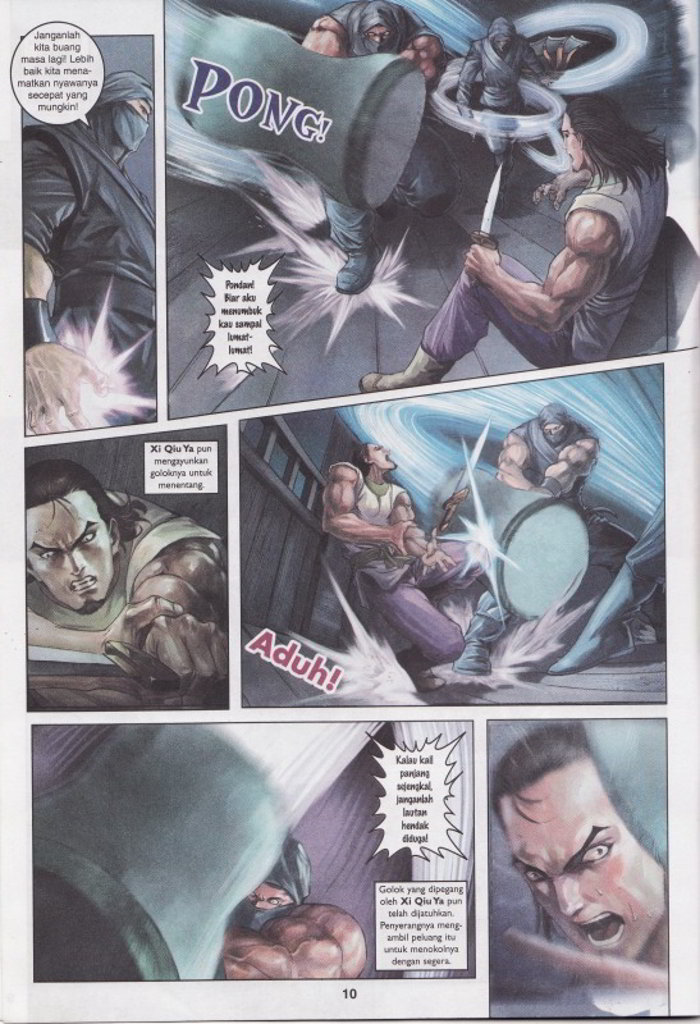 Janganlah
kita buang
masa lagi! Lebih
baik kita mena-
matkan nyawanya
secepat yang
mungkin!
PONG!
Pondan!
Biar aku
menumbuk
kau sampai
lumat-
lumat!
Xi Qiu Ya pun
mengayunkan
goloknya untuk
menentang.
Aduh!
Kalau kail
panjang
sejengkal,
janganlah
lautan
hendak
diduga!
Golok yang dipegang
oleh Xi Qiu Ya pun
telah dijatuhkan.
Penyerangnya meng-
ambil peluang itu
untuk menokolnya
dengan segera.
10